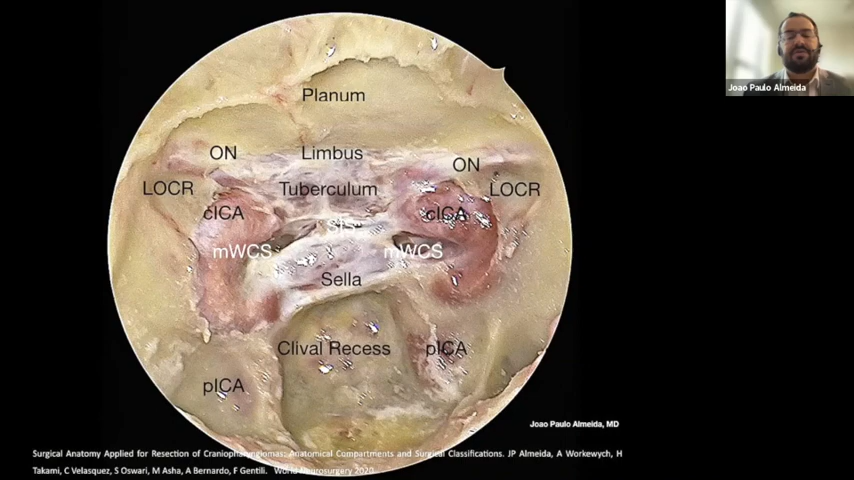 Joao Paulo Almeida
Planum
ON
Limbus
ON
LOCR
Tuberculum
LOCR
cICA
cICA
SIS
mWCS
mWCS
Sella
Clival Recess
pICA
pICA
Joao Paulo Almeida, MD
Surgical Anatomy Applied for Resection of Craniopharyngiomas: Anatomical Compartments and Surgical Classifications. JP Almeida, A Workewych, H
Takami, C Velasquez, S Oswari, M Asha, A Bernardo, F Gentili. World Neurosurgery 2020